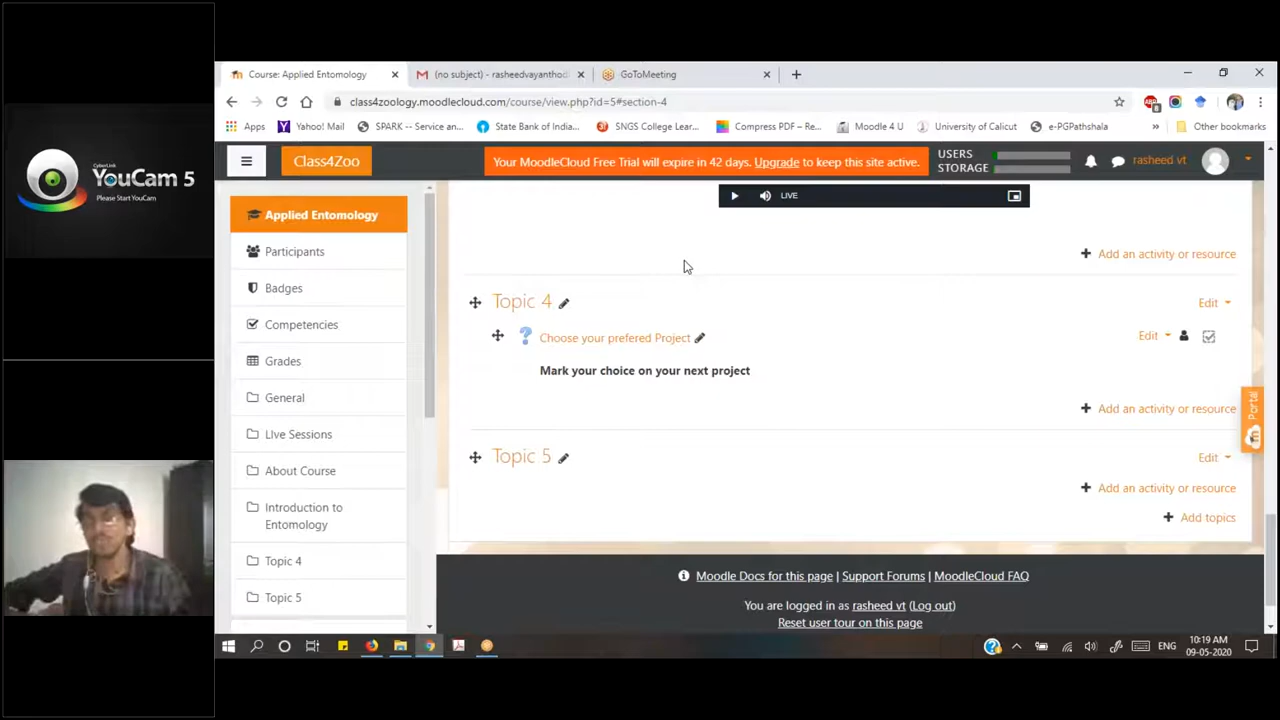 CyberLink
YouCam 5
Please Start YouCam
Course: Applied Entomology
(no subject) - rasheedvayanthod
GoToMeeting
class4zoology.moodlecloud.com/course/view.php?id=5#section-4
Apps
Yahoo! Mail
SPARK -- Service an...
State Bank of India...
SNGS College Lear...
Compress PDF – Re...
Moodle 4 U
University of Calicut
e-PGPathshala
»
Other bookmarks
Class4Zoo
Your MoodleCloud Free Trial will expire in 42 days. Upgrade to keep this site active.
USERS
STORAGE
rasheed vt
Applied Entomology
Participants
Badges
Competencies
Grades
General
LIve Sessions
About Course
Introduction to
Entomology
Topic 4
Topic 5
LIVE
Add an activity or resource
Topic 4
Edit
Choose your prefered Project
Edit
Mark your choice on your next project
Add an activity or resource
Portal
Topic 5
Edit
Add an activity or resource
Add topics
Moodle Docs for this page | Support Forums | MoodleCloud FAQ
You are logged in as rasheed vt (Log out)
Reset user tour on this page
ENG
10:19 AM
09-05-2020